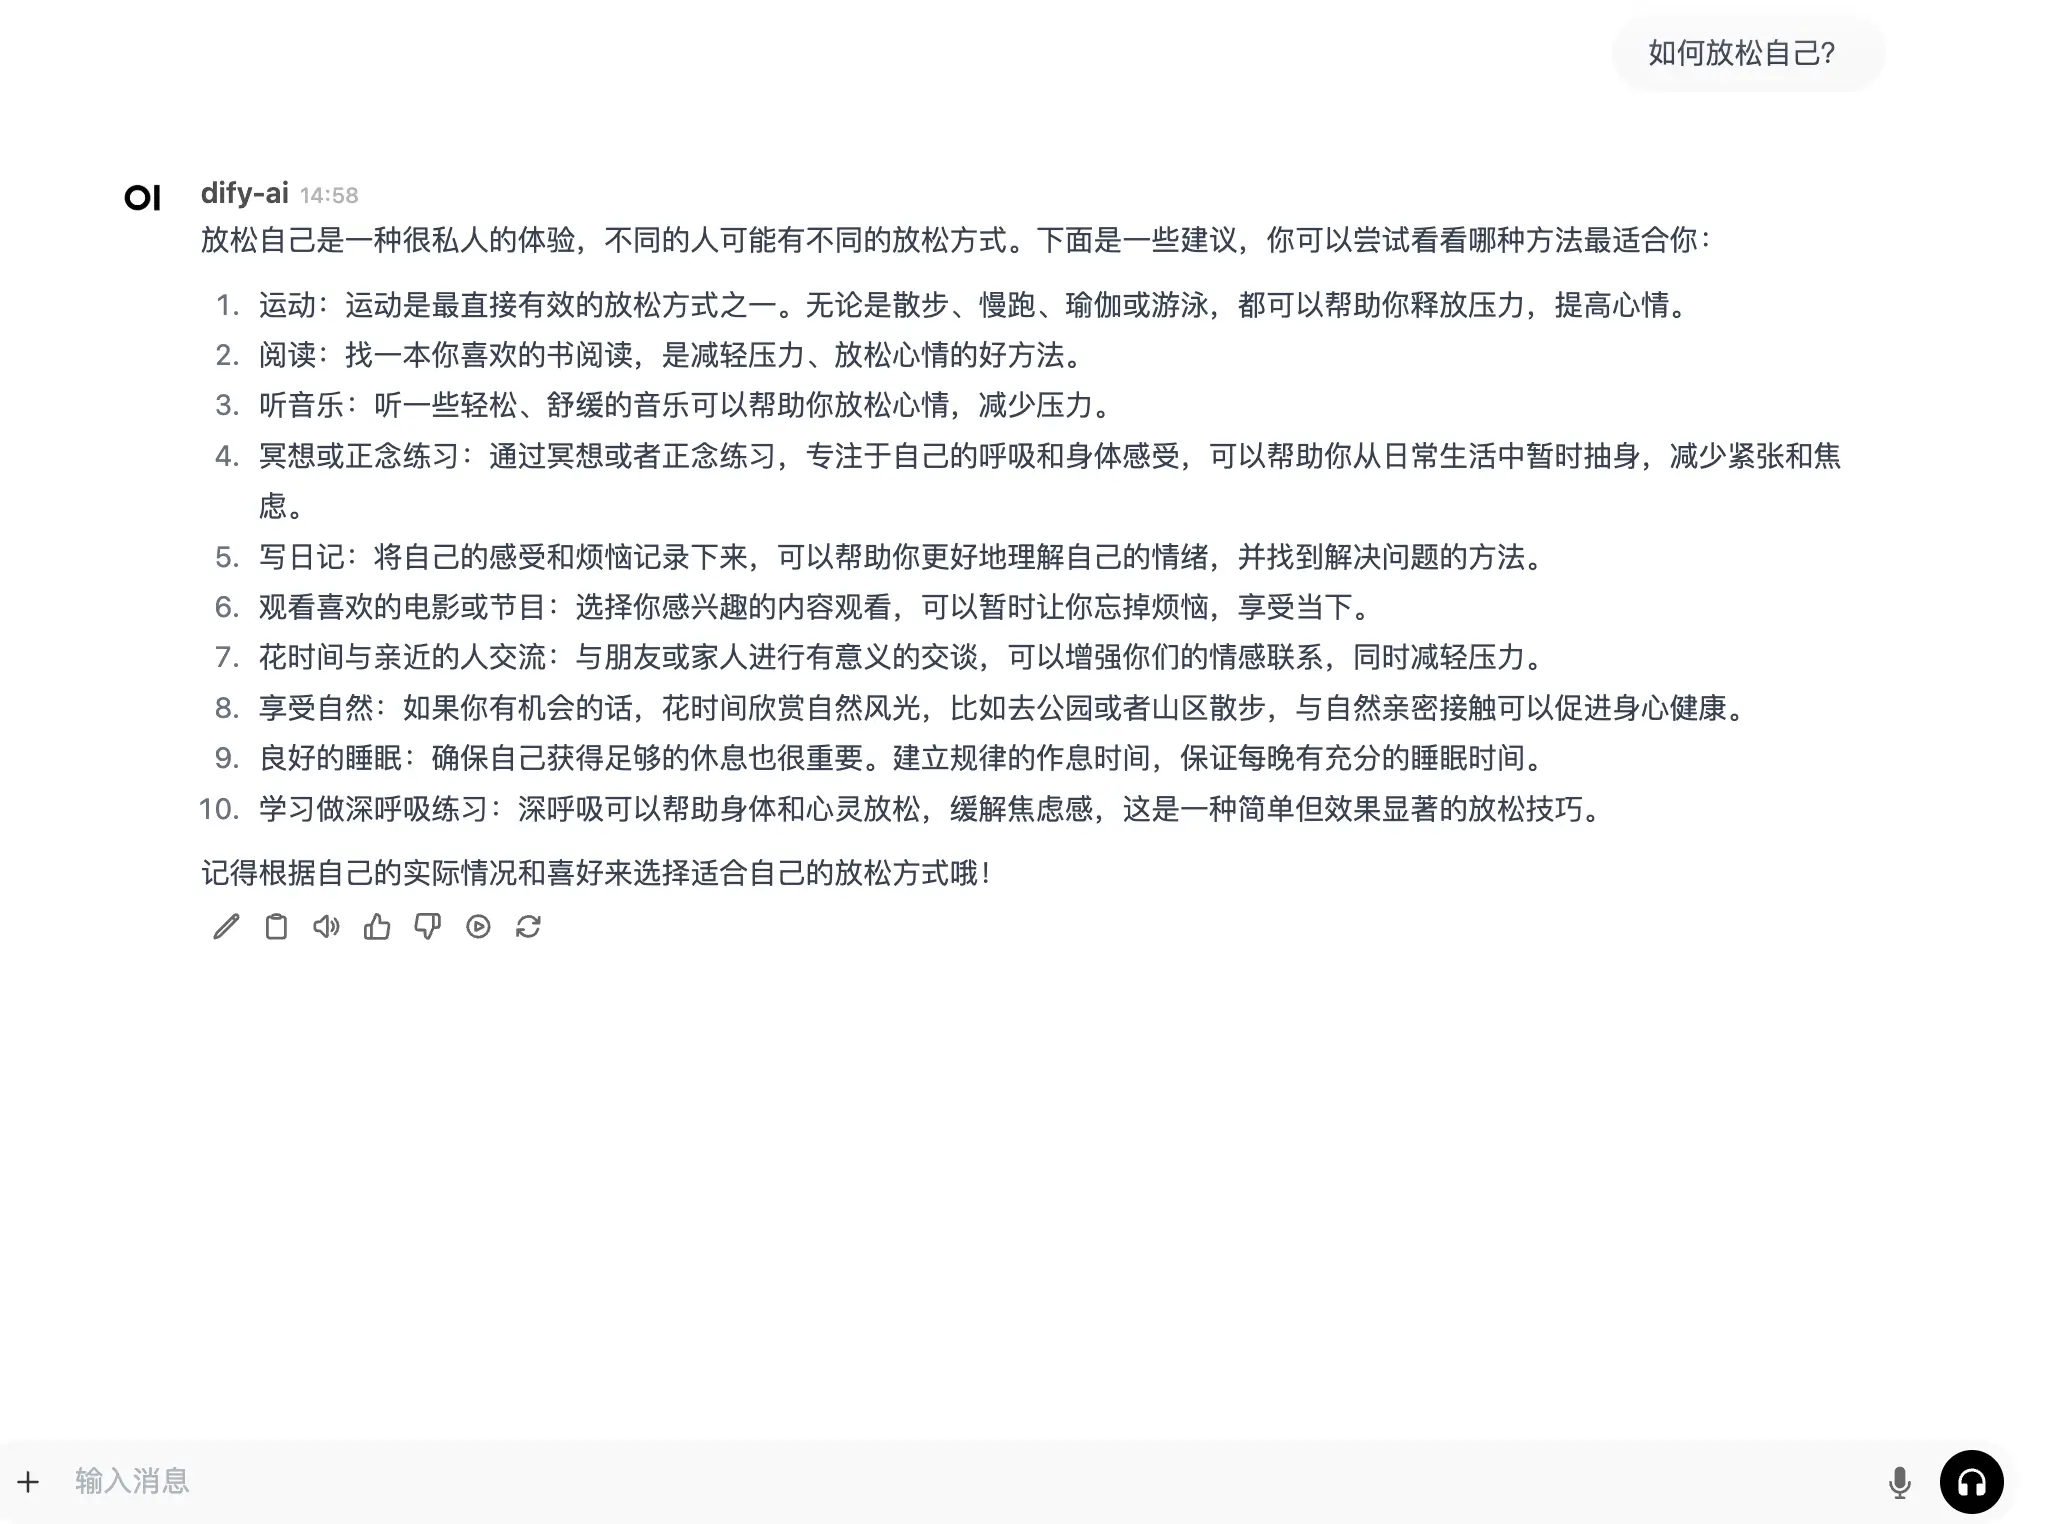 如何放松自己?
OI dify-ai 14:58
放松自己是一种很私人的体验，不同的人可能有不同的放松方式。下面是一些建议，你可以尝试看看哪种方法最适合你：
1. 运动：运动是最直接有效的放松方式之一。无论是散步、慢跑、瑜伽或游泳，都可以帮助你释放压力，提高心情。
2. 阅读：找一本你喜欢的书阅读，是减轻压力、放松心情的好方法。
3. 听音乐：听一些轻松、舒缓的音乐可以帮助你放松心情，减少压力。
4. 冥想或正念练习：通过冥想或者正念练习，专注于自己的呼吸和身体感受，可以帮助你从日常生活中暂时抽身，减少紧张和焦
虑。
5. 写日记：将自己的感受和烦恼记录下来，可以帮助你更好地理解自己的情绪，并找到解决问题的方法。
6. 观看喜欢的电影或节目：选择你感兴趣的内容观看，可以暂时让你忘掉烦恼，享受当下。
7. 花时间与亲近的人交流：与朋友或家人进行有意义的交谈，可以增强你们的情感联系，同时减轻压力。
8. 享受自然：如果你有机会的话，花时间欣赏自然风光，比如去公园或者山区散步，与自然亲密接触可以促进身心健康。
9. 良好的睡眠：确保自己获得足够的休息也很重要。建立规律的作息时间，保证每晚有充分的睡眠时间。
10. 学习做深呼吸练习：深呼吸可以帮助身体和心灵放松，缓解焦虑感，这是一种简单但效果显著的放松技巧。
记得根据自己的实际情况和喜好来选择适合自己的放松方式哦！
输入消息